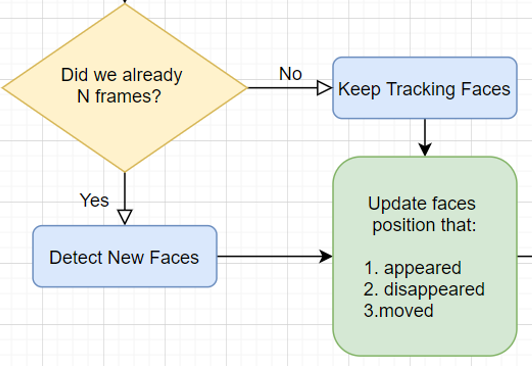 Did we already
N frames?
No
Keep Tracking Faces
Yes
Detect New Faces
Update faces
position that:
1. appeared
2. disappeared
3.moved